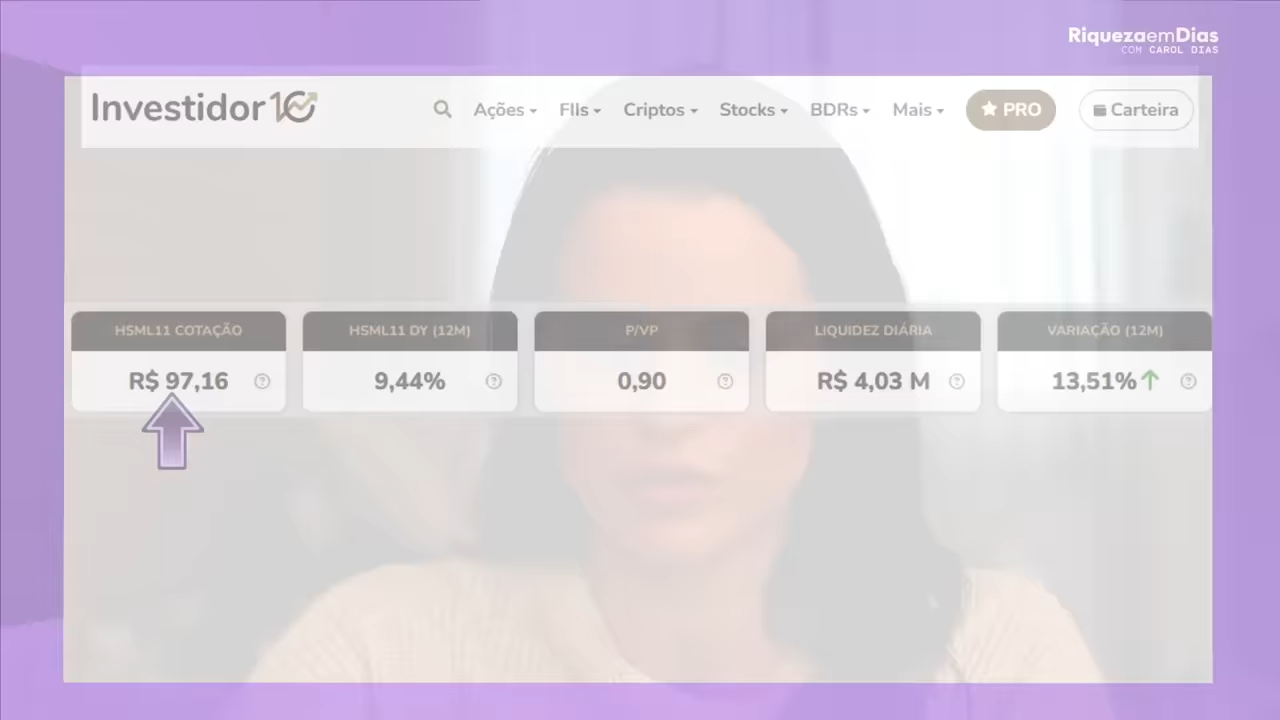 RiquezaemDias
COM CAROL DIAS
Investidor10
Ações
FIIs
Criptos
Stocks
BDRs
Mais
PRO
Carteira
HSML11 COTAÇÃO
R$ 97,16
HSML11 DY (12M)
9,44%
P/VP
0,90
LIQUIDEZ DIÁRIA
R$ 4,03 M
VARIAÇÃO (12M)
13,51%